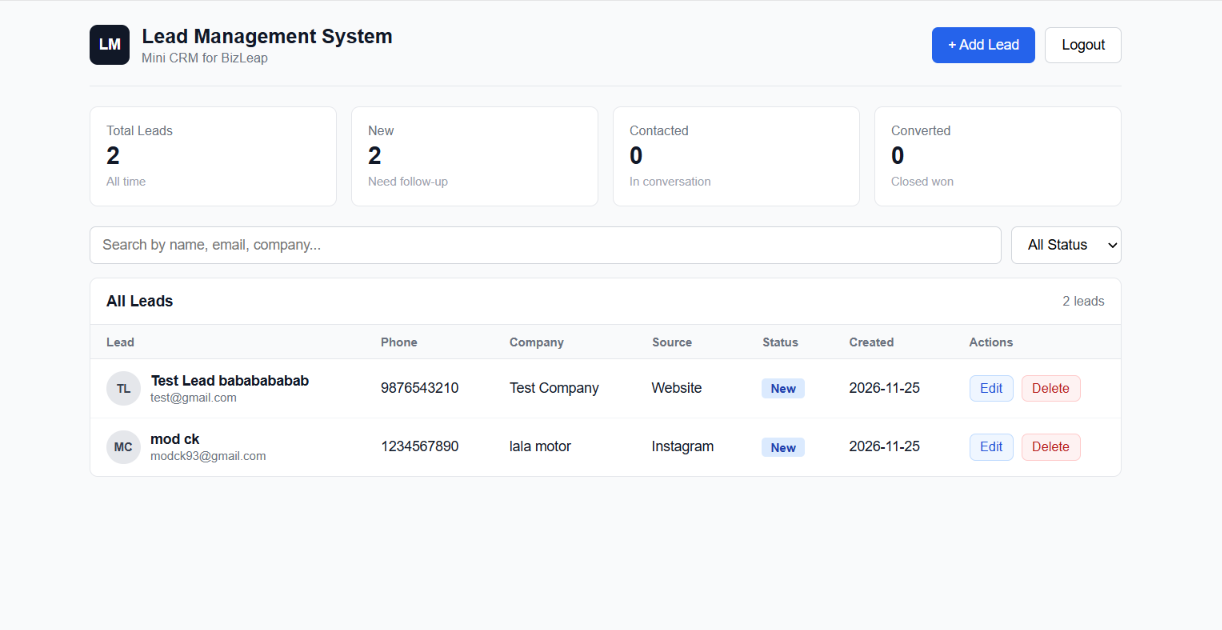 LM
Lead Management System
Mini CRM for BizLeap
+ Add Lead
Logout
Total Leads
2
All time
New
2
Need follow-up
Contacted
0
In conversation
Converted
0
Closed won
Search by name, email, company...
All Status
All Leads
2 leads
Lead Phone Company Source Status Created Actions
TL Test Lead babababab 9876543210 Test Company Website New 2026-11-25 Edit Delete
test@gmail.com
MC mod ck 1234567890 lala motor Instagram New 2026-11-25 Edit Delete
modck93@gmail.com